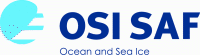 OSI SAF
Ocean and Sea Ice